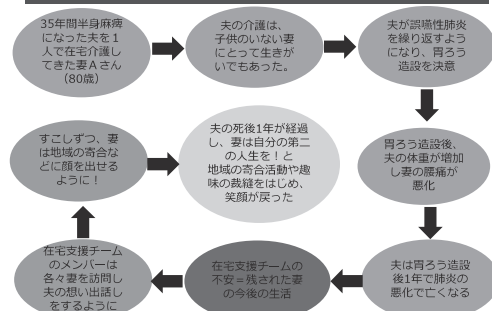 35年間半身麻痺
になった夫を1
人で在宅介護し
てきた妻Aさん
（80歳）
夫の介護は、
子供のいない妻
にとって生きが
いでもあった。
夫が誤嚥性肺炎
を繰り返すよう
になり、胃ろう
造設を決意
胃ろう造設後、
夫の体重が増加
し妻の腰痛が
悪化
夫は胃ろう造設
後1年で肺炎の
悪化で亡くなる
在宅支援チームの
不安＝残された妻
の今後の生活
在宅支援チーム
のメンバーは
各々妻を訪問し
夫の想い出話し
をするように
すこしずつ、妻
は地域の寄合な
どに顔を出せる
ように！
夫の死後1年が経過
し、妻は自分の第二
の人生を！と
地域の寄合活動や趣
味の裁縫をはじめ、
笑顔が戻った